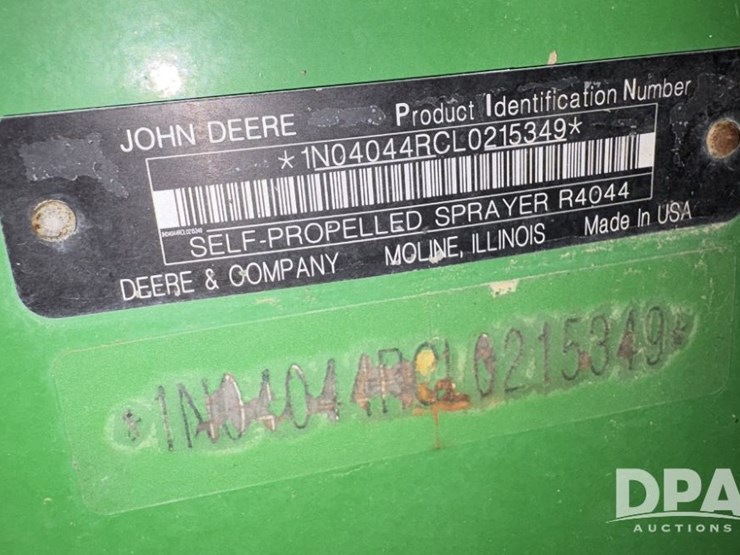 JOHN DEERE Product Identification Number
*1N04044RCL0215349*
SELF-PROPELLED SPRAYER R4044
DEERE & COMPANY MOLINE, ILLINOIS Made In USA
*1N04044RCL0215349*
DPA
AUCTIONS